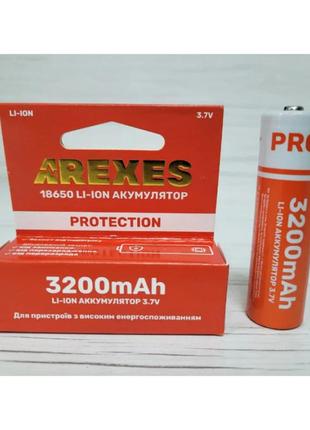 LI-ION 3.7V
AREXES
18650 LI-ION АКУМУЛЯТОР
PROTECTION
3200mAh
LI-ION АККУМУЛЯТОР 3.7V
Для пристроїв з високим енергоспоживанням
PRO
3200mAh
LI-ION АККУМУЛЯТОР 3.7V